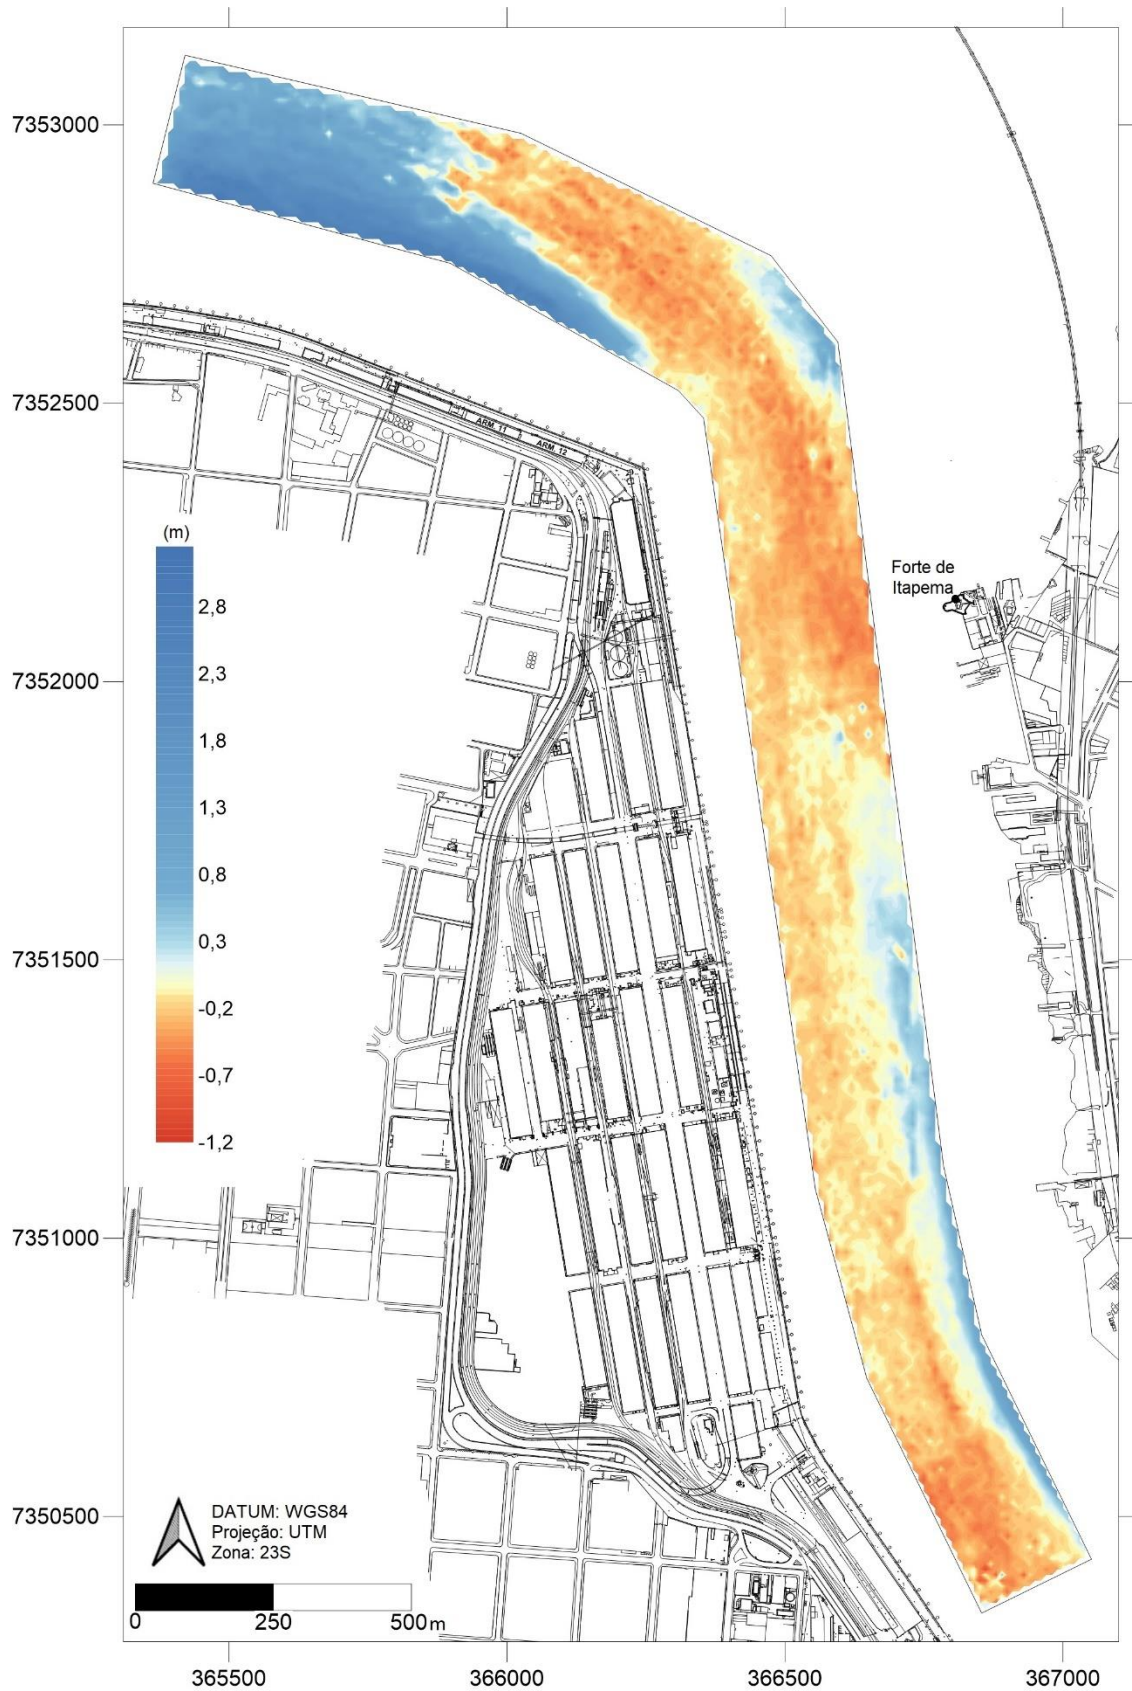 7353000
7352500
ARM. 11
ARM. 12
(m)
2,8
2,3
1,8
1,3
0,8
0,3
-0,2
-0,7
-1,2
Forte de
Itapema
7352000
7351500
7351000
7350500
DATUM: WGS84
Projeção: UTM
Zona: 23S
0 250 500m
365500 366000 366500 367000